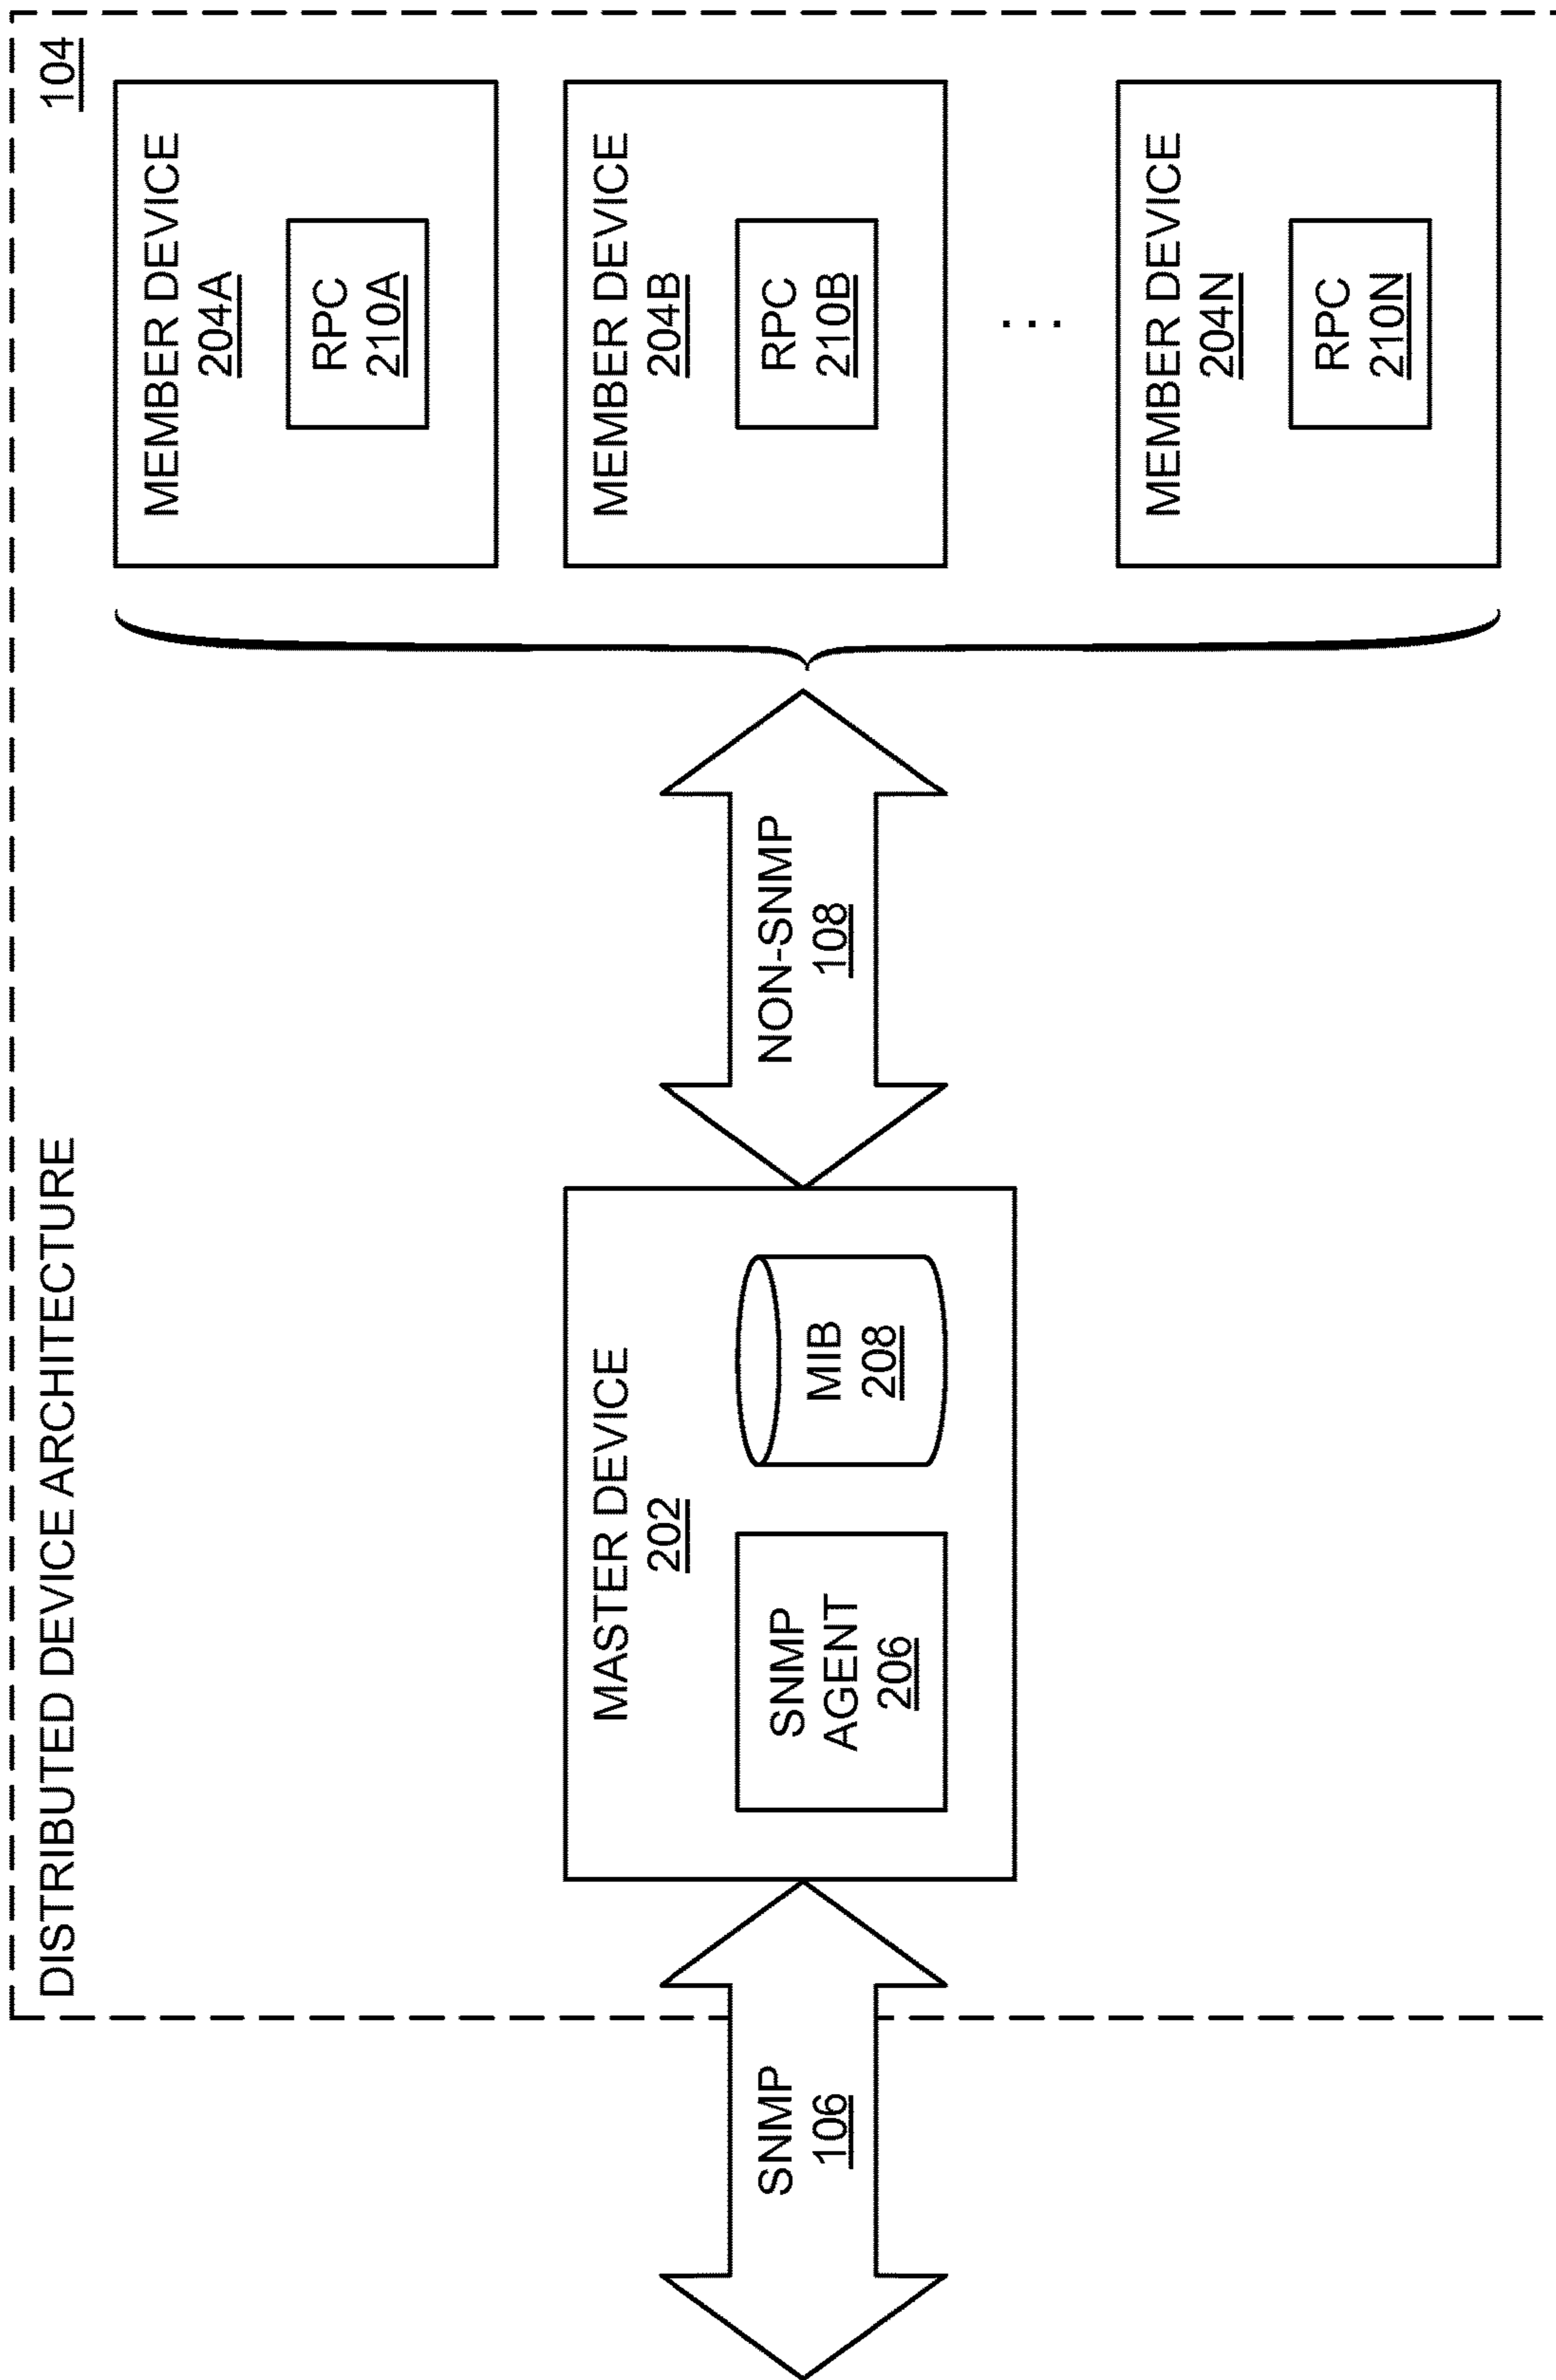 DISTRIBUTED DEVICE ARCHITECTURE
104
SNMP
106
MASTER DEVICE
202
SNMP
AGENT
206
MIB
208
NON-SNMP
108
MEMBER DEVICE
204A
RPC
210A
MEMBER DEVICE
204B
RPC
210B
...
MEMBER DEVICE
204N
RPC
210N